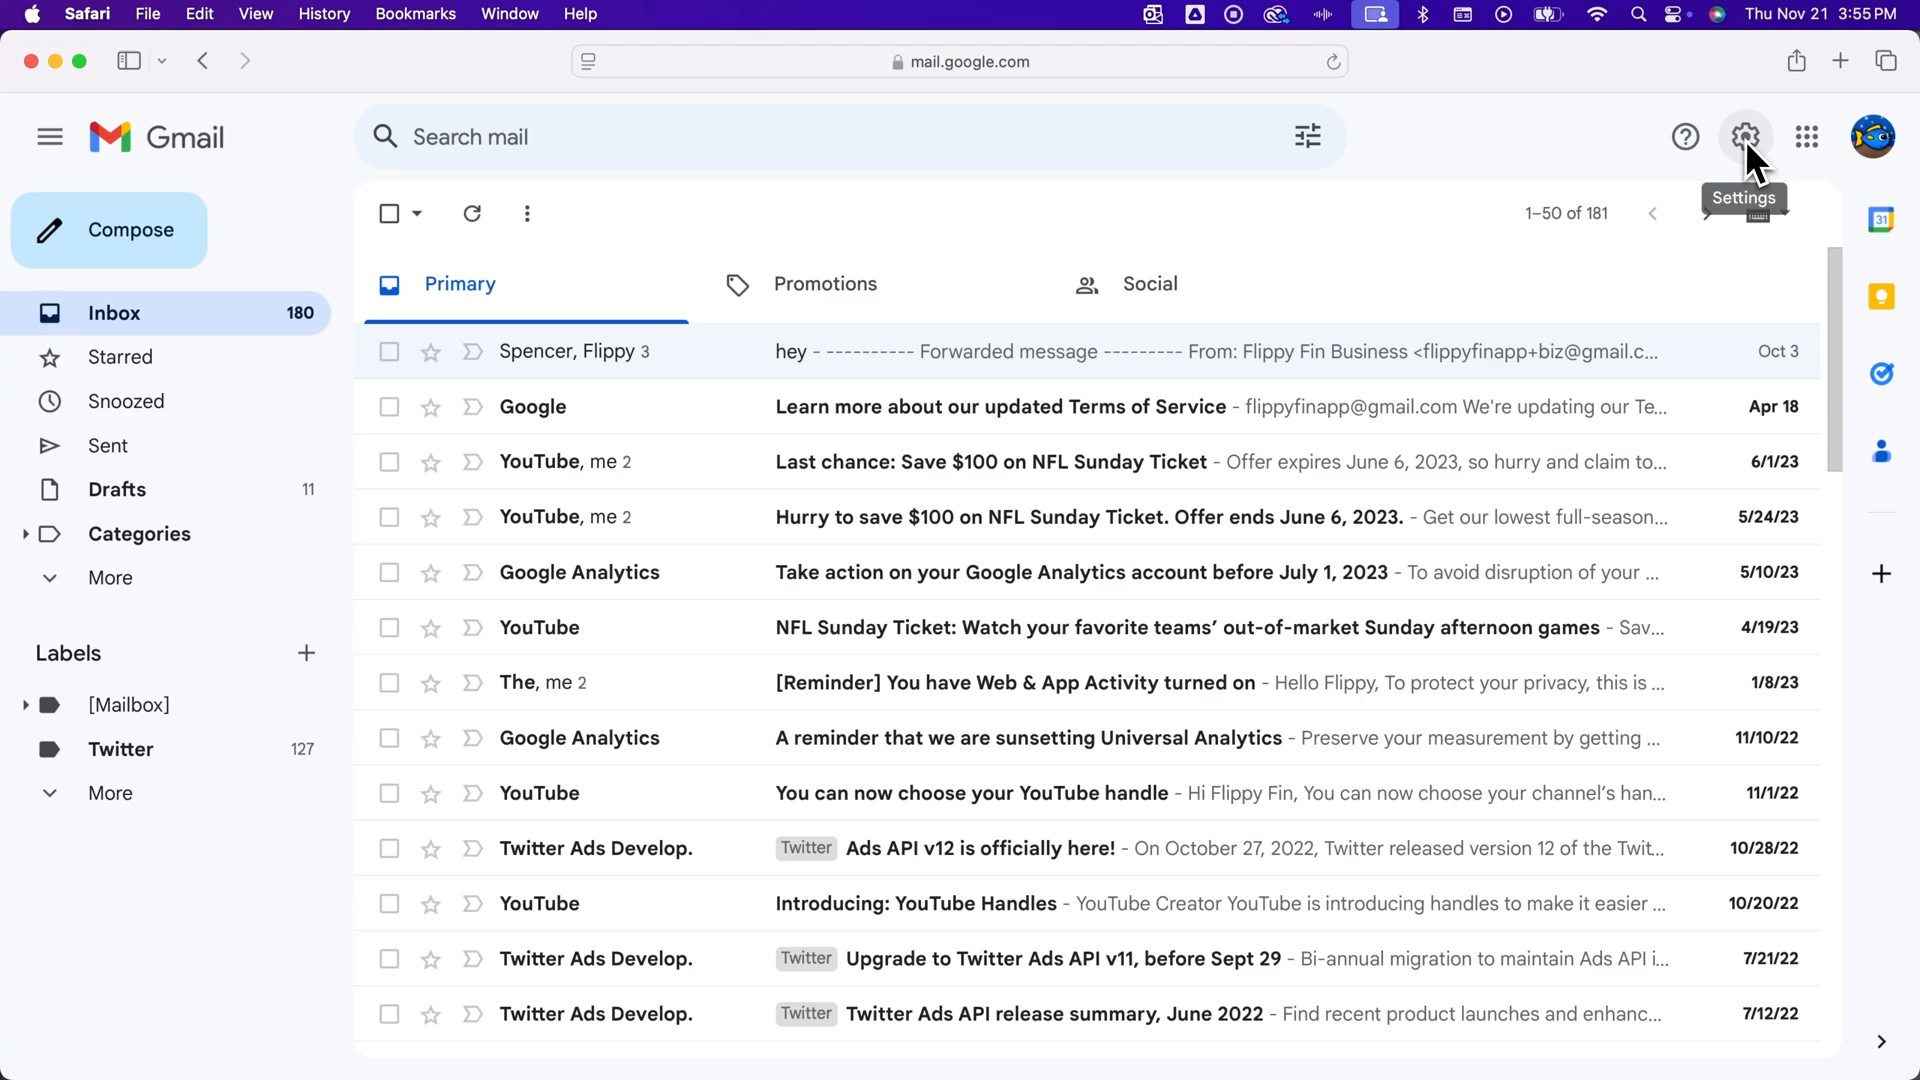 Safari File Edit View History Bookmarks Window Help Thu Nov 21 3:55 PM
mail.google.com
Gmail Search mail
Settings
Compose 1–50 of 181
Primary Promotions Social
Inbox 180
Starred
Snoozed
Sent
Drafts 11
Categories
More
Labels
[Mailbox]
Twitter 127
More
Spencer, Flippy 3 hey - ---------- Forwarded message --------- From: Flippy Fin Business <flippyfinapp+biz@gmail.c... Oct 3
Google Learn more about our updated Terms of Service - flippyfinapp@gmail.com We're updating our Te... Apr 18
YouTube, me 2 Last chance: Save $100 on NFL Sunday Ticket - Offer expires June 6, 2023, so hurry and claim to... 6/1/23
YouTube, me 2 Hurry to save $100 on NFL Sunday Ticket. Offer ends June 6, 2023. - Get our lowest full-season... 5/24/23
Google Analytics Take action on your Google Analytics account before July 1, 2023 - To avoid disruption of your ... 5/10/23
YouTube NFL Sunday Ticket: Watch your favorite teams’ out-of-market Sunday afternoon games - Sav... 4/19/23
The, me 2 [Reminder] You have Web & App Activity turned on - Hello Flippy, To protect your privacy, this is ... 1/8/23
Google Analytics A reminder that we are sunsetting Universal Analytics - Preserve your measurement by getting ... 11/10/22
YouTube You can now choose your YouTube handle - Hi Flippy Fin, You can now choose your channel’s han... 11/1/22
Twitter Ads Develop. Twitter Ads API v12 is officially here! - On October 27, 2022, Twitter released version 12 of the Twit... 10/28/22
YouTube Introducing: YouTube Handles - YouTube Creator YouTube is introducing handles to make it easier ... 10/20/22
Twitter Ads Develop. Twitter Upgrade to Twitter Ads API v11, before Sept 29 - Bi-annual migration to maintain Ads API i... 7/21/22
Twitter Ads Develop. Twitter Twitter Ads API release summary, June 2022 - Find recent product launches and enhanc... 7/12/22
31